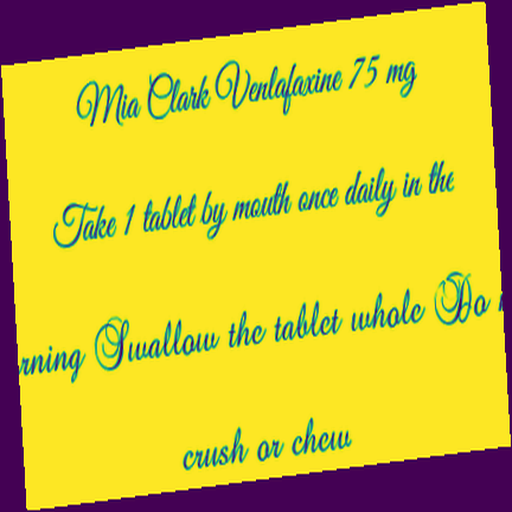 Mia Clark Venlafaxine 75 mg
Take 1 tablet by mouth once daily in the
rning Swallow the tablet whole Do
crush or chew